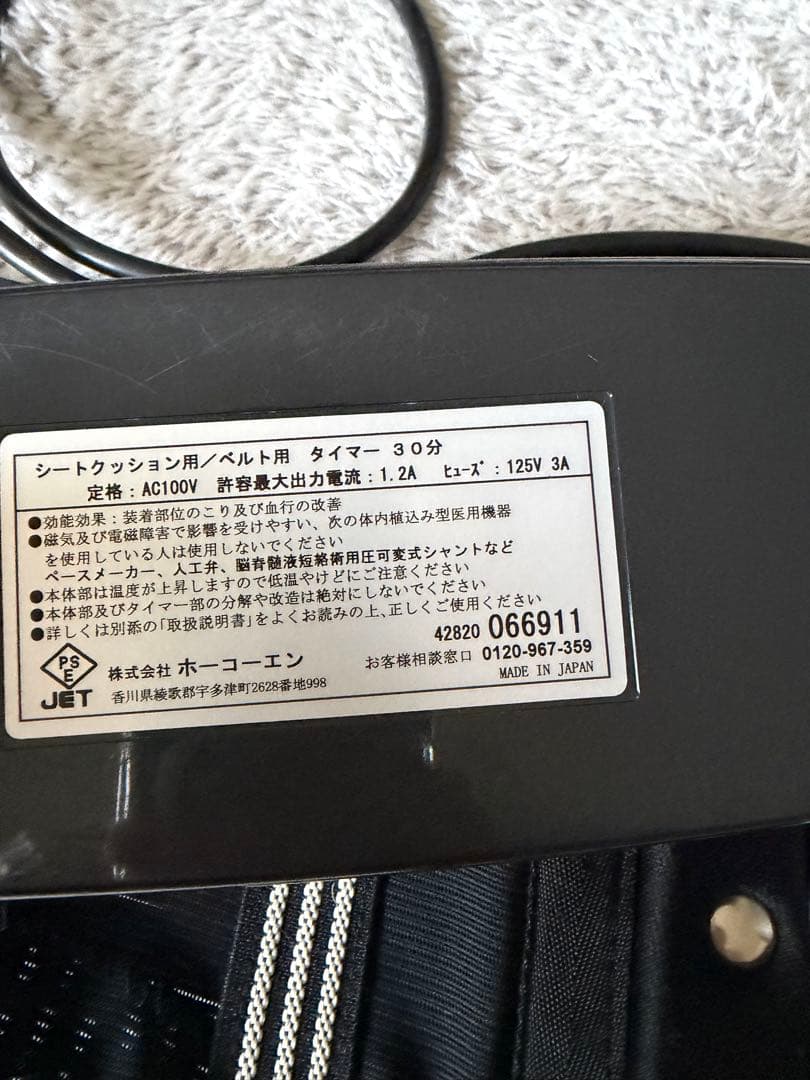 シートクッション用／ベルト用　タイマー　３０分
定格：AC100V　許容最大出力電流：1.2A　ﾋｭｰｽﾞ：125V 3A
●効能効果：装着部位のこり及び血行の改善
●磁気及び電磁障害で影響を受けやすい、次の体内植込み型医用機器
を使用している人は使用しないでください
ペースメーカー、人工弁、脳脊髄液短絡術用圧可変式シャントなど
●本体部は温度が上昇しますので低温やけどにご注意ください
●本体部及びタイマー部の分解や改造は絶対にしないでください
●詳しくは別添の「取扱説明書」をよくお読みの上、正しくご使用ください
42820 066911
PS
E
JET
株式会社 ホーコーエン
お客様相談窓口 0120-967-359
香川県綾歌郡宇多津町2628番地998
MADE IN JAPAN